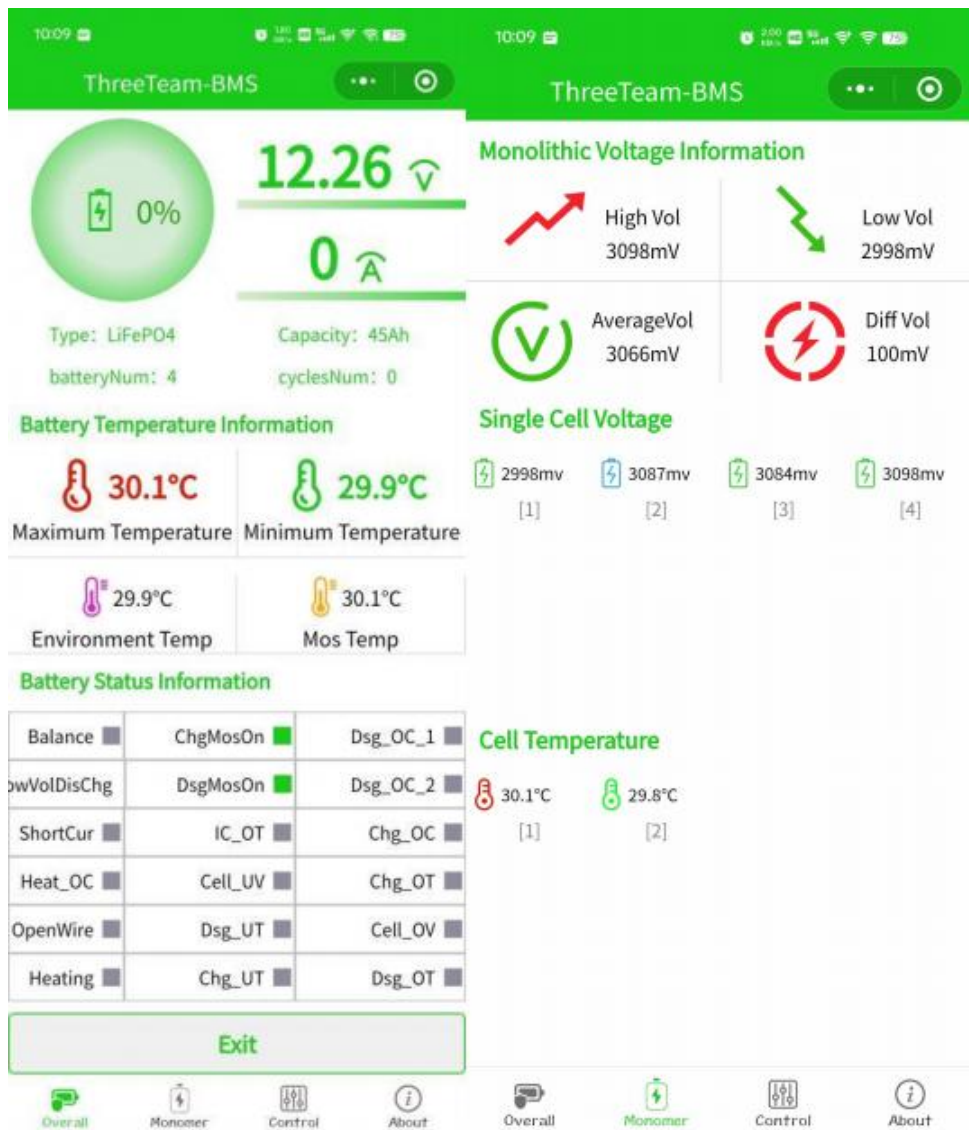 10:09
ThreeTeam-BMS
0%
12.26 V
0 A
Type: LiFePO4
Capacity: 45Ah
batteryNum: 4
cyclesNum: 0
Battery Temperature Information
30.1°C
29.9°C
Maximum Temperature
Minimum Temperature
29.9°C
30.1°C
Environment Temp
Mos Temp
Battery Status Information
Balance
ChgMosOn
Dsg_OC_1
owVolDisChg
DsgMosOn
Dsg_OC_2
ShortCur
IC_OT
Chg_OC
Heat_OC
Cell_UV
Chg_OT
OpenWire
Dsg_UT
Cell_OV
Heating
Chg_UT
Dsg_OT
Exit
Overall
Monomer
Control
About
10:09
ThreeTeam-BMS
Monolithic Voltage Information
High Vol
3098mV
Low Vol
2998mV
V
AverageVol
3066mV
Diff Vol
100mV
Single Cell Voltage
2998mv
3087mv
3084mv
3098mv
[1]
[2]
[3]
[4]
Cell Temperature
30.1°C
29.8°C
[1]
[2]
Overall
Monomer
Control
About